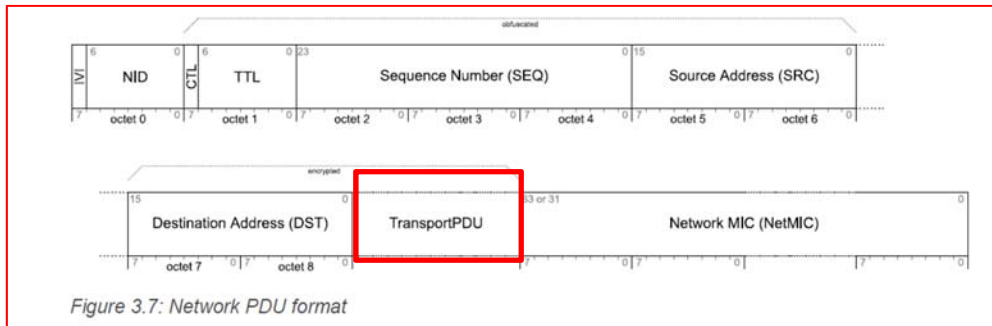 obfuscated
6 0 6 0 23 0 15 0
IVI NID CTL TTL Sequence Number (SEQ) Source Address (SRC)
7 octet 0 0 7 octet 1 0 7 octet 2 0 7 octet 3 0 7 octet 4 0 7 octet 5 0 7 octet 6 0
encrypted
15 0 63 or 31 0
Destination Address (DST) TransportPDU Network MIC (NetMIC)
7 octet 7 0 7 octet 8 0 7 0 7 0 7 0
Figure 3.7: Network PDU format